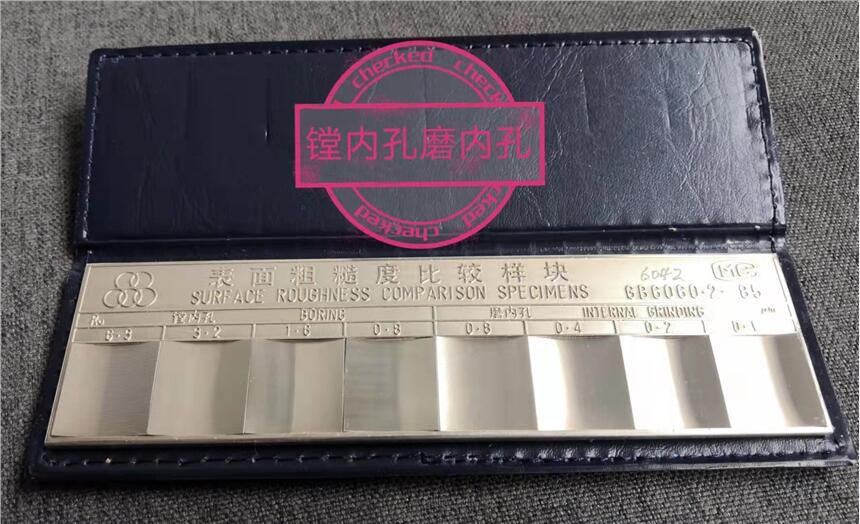 checked
checked
镗内孔磨内孔
checked
checked
表面粗糙度比较样块 6042 MC
SURFACE ROUGHNESS COMPARISON SPECIMENS GB6060·2-85
Ra 镗内孔 BORING 磨内孔 INTERNAL GRINDING μm
6·3 3·2 1·6 0·8 0·8 0·4 0·2 0·1